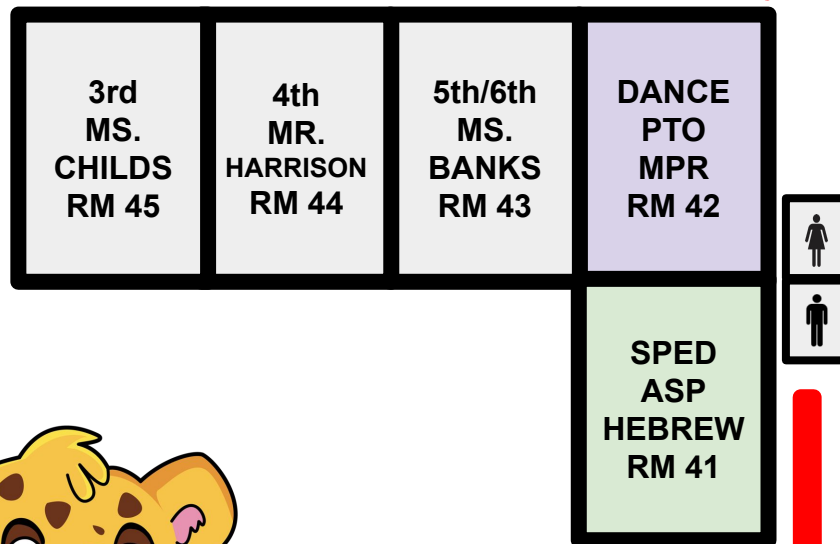 3rd
MS.
CHILDS
RM 45
4th
MR.
HARRISON
RM 44
5th/6th
MS.
BANKS
RM 43
DANCE
PTO
MPR
RM 42
SPED
ASP
HEBREW
RM 41